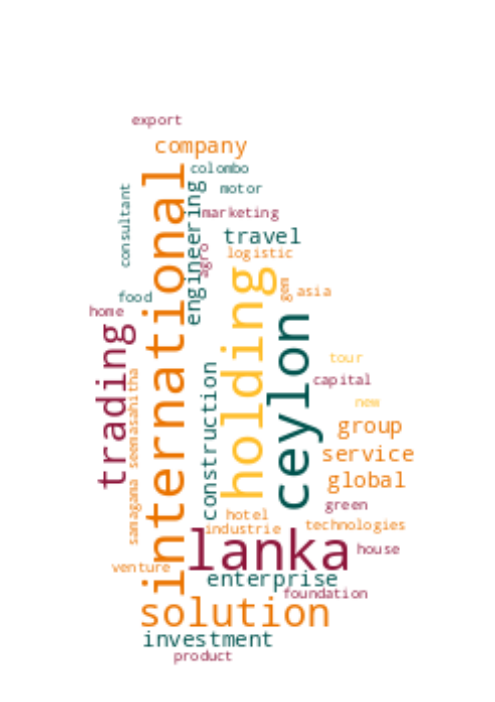 export
company
colombo
motor
consultant
engineering
marketing
international
travel
agro
logistic
holding
gem
asia
food
home
ceylon
trading
tour
construction
capital
seemasahitha
new
group
service
global
samagama
green
hotel
technologies
industrie
lanka
house
venture
enterprise
foundation
solution
investment
product